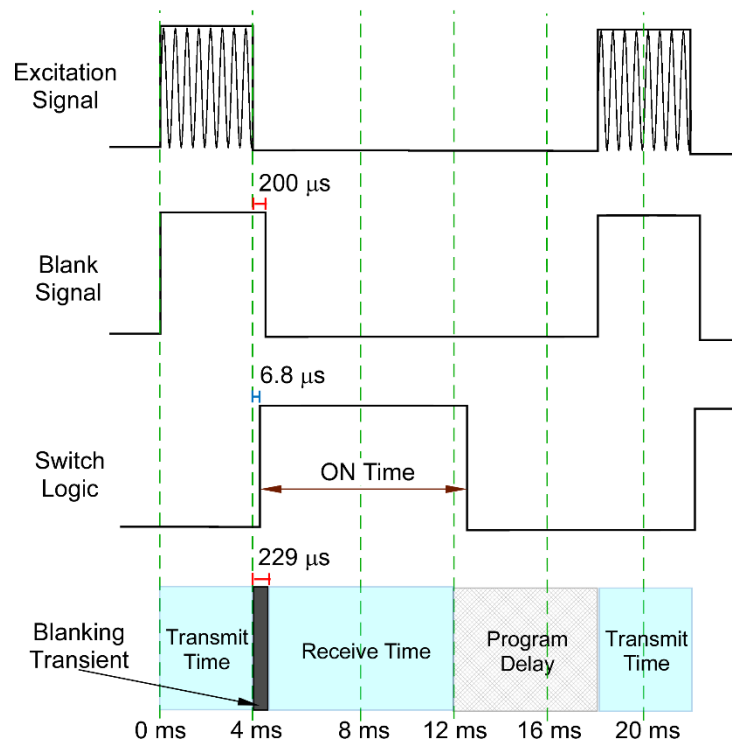 Excitation
Signal
200 μs
Blank
Signal
6.8 μs
Switch
Logic
ON Time
229 μs
Blanking
Transient
Transmit
Time
Receive Time
Program
Delay
Transmit
Time
0 ms 4 ms 8 ms 12 ms 16 ms 20 ms